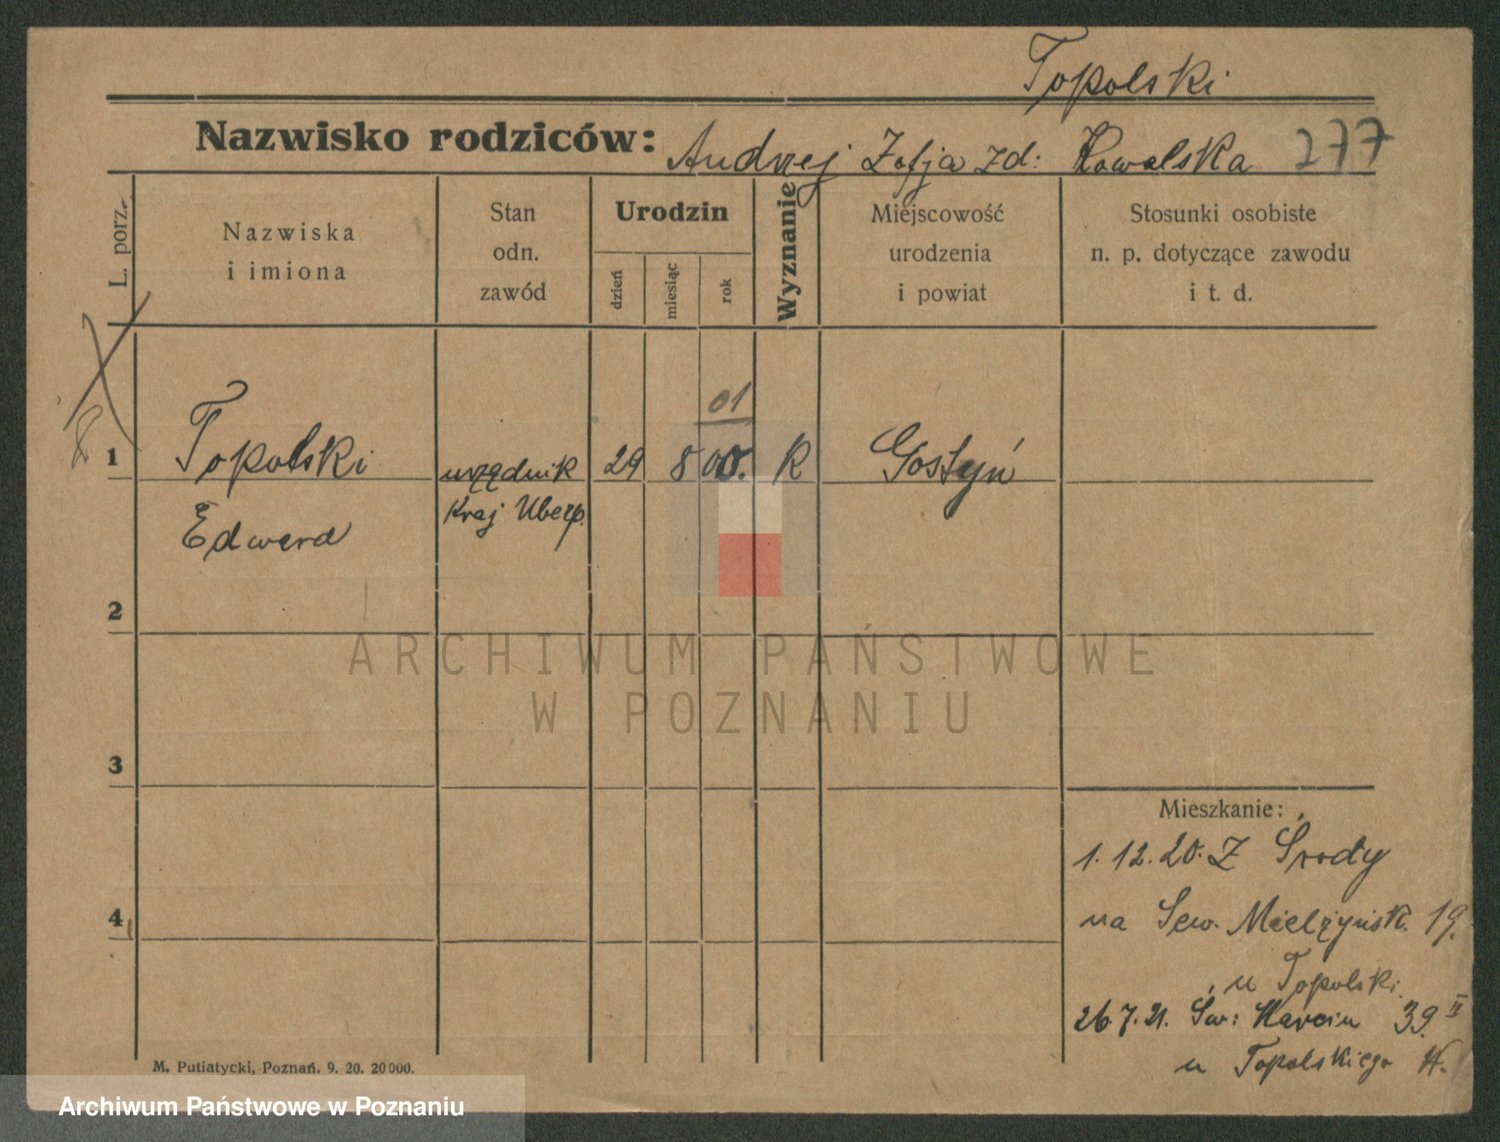 Topolski
Nazwisko rodziców: Andrzej Zofja zd: Kowalska 277
L. porz.
Nazwiska
i imiona
Stan
odn.
zawód
Urodzin
dzień
miesiąc
rok
Wyznanie
Miejscowość
urodzenia
i powiat
Stosunki osobiste
n. p. dotyczące zawodu
i t. d.
01
1 Topolski urzędnik 29 8 00. k Gostyń
Edward Kraj Uberp.
2
3
4
ARCHIWUM PAŃSTWOWE
W POZNANIU
Mieszkanie:
1.12.20. Z Środy
na Sew. Mielżyńsk. 19.
u Topolski.
26.7.21. Św: Marcin 39 II
u Topolskiego W.
M. Putiatycki, Poznań. 9. 20. 20000.
Archiwum Państwowe w Poznaniu